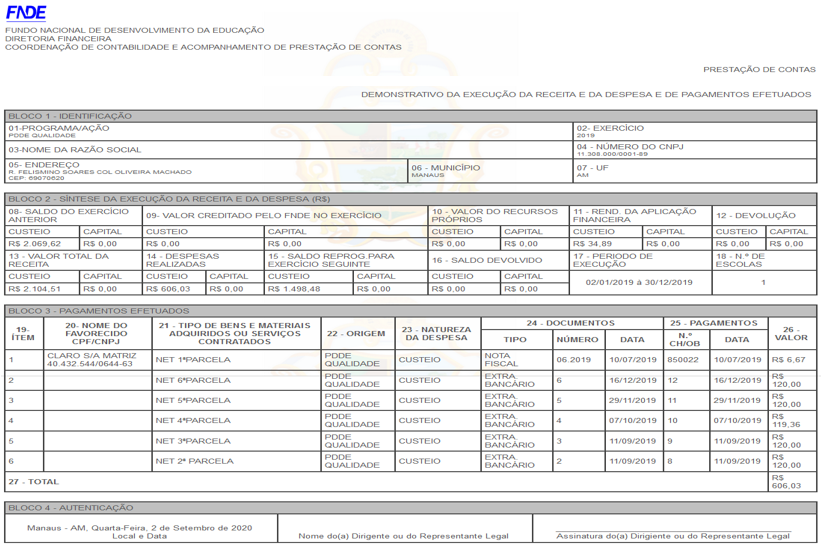 FNDE
FUNDO NACIONAL DE DESENVOLVIMENTO DA EDUCAÇÃO
DIRETORIA FINANCEIRA
COORDENAÇÃO DE CONTABILIDADE E ACOMPANHAMENTO DE PRESTAÇÃO DE CONTAS
PRESTAÇÃO DE CONTAS
DEMONSTRATIVO DA EXECUÇÃO DA RECEITA E DA DESPESA E DE PAGAMENTOS EFETUADOS
BLOCO 1 - IDENTIFICAÇÃO
01-PROGRAMA/AÇÃO 02- EXERCÍCIO
PDDE QUALIDADE 2019
03-NOME DA RAZÃO SOCIAL 04 - NÚMERO DO CNPJ
11.308.000/0001-89
05- ENDEREÇO 06 - MUNICÍPIO 07 - UF
R. FELISMINO SOARES COL OLIVEIRA MACHADO MANAUS AM
CEP: 69070620
BLOCO 2 - SÍNTESE DA EXECUÇÃO DA RECEITA E DA DESPESA (R$)
08- SALDO DO EXERCÍCIO ANTERIOR 09- VALOR CREDITADO PELO FNDE NO EXERCÍCIO 10 - VALOR DO RECURSOS PRÓPRIOS 11 - REND. DA APLICAÇÃO FINANCEIRA 12 - DEVOLUÇÃO
CUSTEIO CAPITAL CUSTEIO CAPITAL CUSTEIO CAPITAL CUSTEIO CAPITAL CUSTEIO CAPITAL
R$ 2.069,62 R$ 0,00 R$ 0,00 R$ 0,00 R$ 0,00 R$ 0,00 R$ 34,89 R$ 0,00 R$ 0,00 R$ 0,00
13 - VALOR TOTAL DA RECEITA 14 - DESPESAS REALIZADAS 15 - SALDO REPROG.PARA EXERCÍCIO SEGUINTE 16 - SALDO DEVOLVIDO 17 - PERIODO DE EXECUÇÃO 18 - N.º DE ESCOLAS
CUSTEIO CAPITAL CUSTEIO CAPITAL CUSTEIO CAPITAL CUSTEIO CAPITAL 02/01/2019 à 30/12/2019 1
R$ 2.104,51 R$ 0,00 R$ 606,03 R$ 0,00 R$ 1.498,48 R$ 0,00 R$ 0,00 R$ 0,00
BLOCO 3 - PAGAMENTOS EFETUADOS
19- ÍTEM 20- NOME DO FAVORECIDO CPF/CNPJ 21 - TIPO DE BENS E MATERIAIS ADQUIRIDOS OU SERVIÇOS CONTRATADOS 22 - ORIGEM 23 - NATUREZA DA DESPESA 24 - DOCUMENTOS 25 - PAGAMENTOS 26 - VALOR
TIPO NÚMERO DATA N.º CH/OB DATA
1 CLARO S/A MATRIZ 40.432.544/0644-63 NET 1ªPARCELA PDDE QUALIDADE CUSTEIO NOTA FISCAL 06.2019 10/07/2019 850022 10/07/2019 R$ 6,67
2 NET 6ªPARCELA PDDE QUALIDADE CUSTEIO EXTRA. BANCÁRIO 6 16/12/2019 12 16/12/2019 R$ 120,00
3 NET 5ªPARCELA PDDE QUALIDADE CUSTEIO EXTRA. BANCÁRIO 5 29/11/2019 11 29/11/2019 R$ 120,00
4 NET 4ªPARCELA PDDE QUALIDADE CUSTEIO EXTRA. BANCÁRIO 4 07/10/2019 10 07/10/2019 R$ 119,36
5 NET 3ªPARCELA PDDE QUALIDADE CUSTEIO EXTRA. BANCÁRIO 3 11/09/2019 9 11/09/2019 R$ 120,00
6 NET 2ª PARCELA PDDE QUALIDADE CUSTEIO EXTRA. BANCÁRIO 2 11/09/2019 8 11/09/2019 R$ 120,00
27 - TOTAL R$ 606,03
BLOCO 4 - AUTENTICAÇÃO
Manaus - AM, Quarta-Feira, 2 de Setembro de 2020
Local e Data Nome do(a) Dirigente ou do Representante Legal Assinatura do(a) Dirigiente ou do Representante Legal